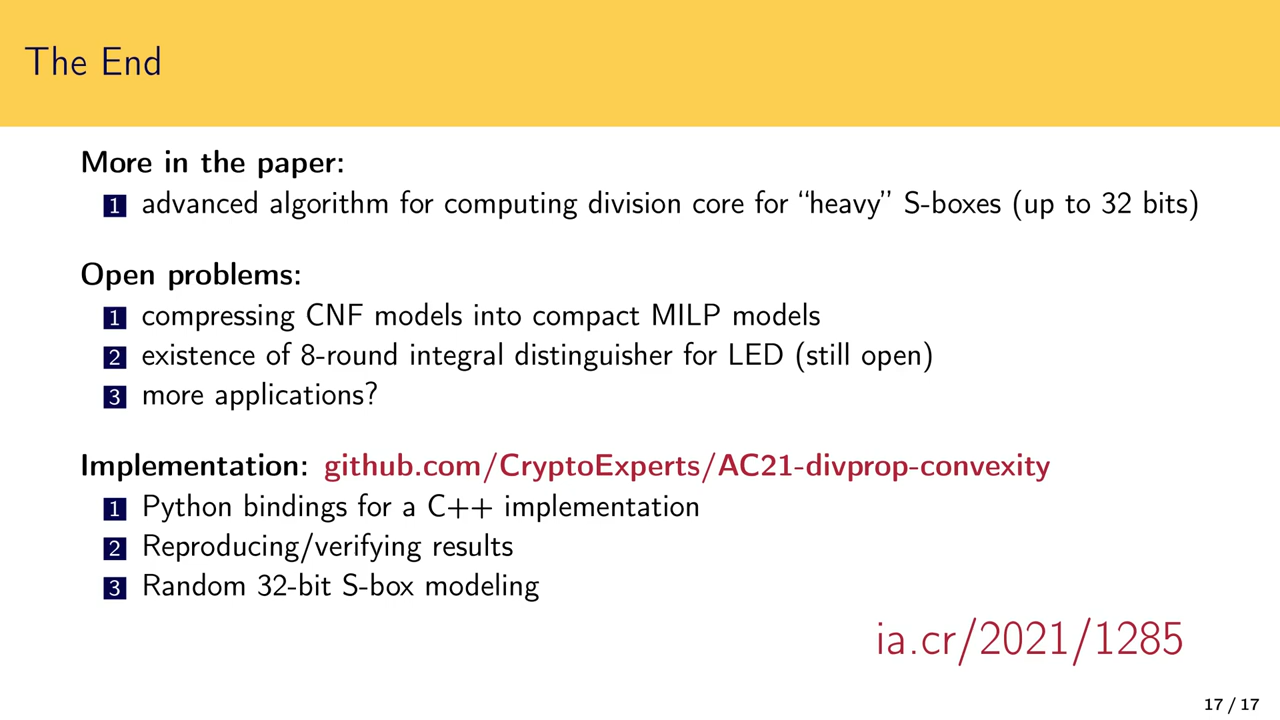 The End
More in the paper:
1 advanced algorithm for computing division core for “heavy” S-boxes (up to 32 bits)
Open problems:
1 compressing CNF models into compact MILP models
2 existence of 8-round integral distinguisher for LED (still open)
3 more applications?
Implementation: github.com/CryptoExperts/AC21-divprop-convexity
1 Python bindings for a C++ implementation
2 Reproducing/verifying results
3 Random 32-bit S-box modeling
ia.cr/2021/1285
17 / 17